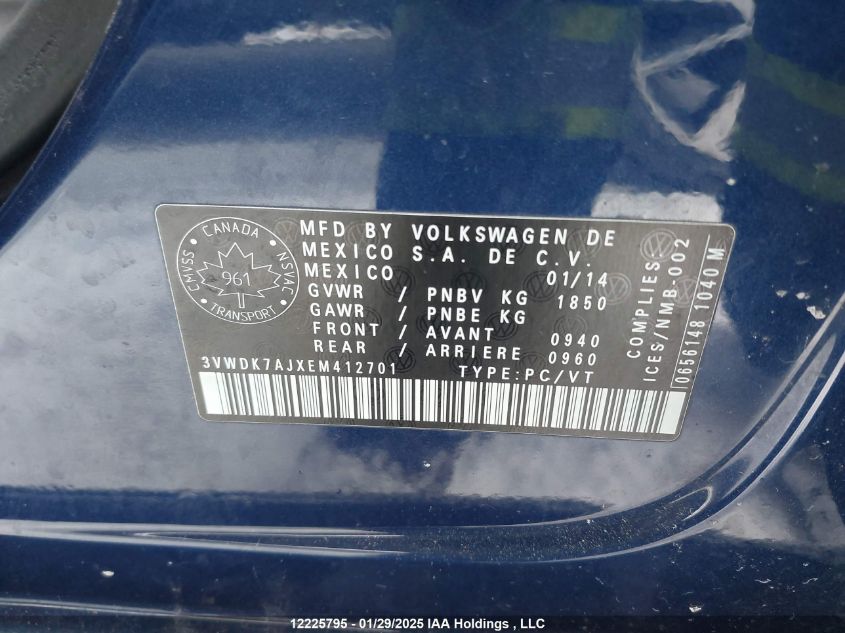 CANADA
CMVSS
NSVAC
961
TRANSPORT
MFD BY VOLKSWAGEN DE
MEXICO S.A. DE C.V.
MEXICO 01/14
GVWR / PNBV KG 1850
GAWR / PNBE KG
FRONT / AVANT 0940
REAR / ARRIERE 0960
3VWDK7AJXEM412701 TYPE:PC/VT
COMPLIES:
ICES/NMB-002
0656148 1040 M
12225795 - 01/29/2025 IAA Holdings , LLC